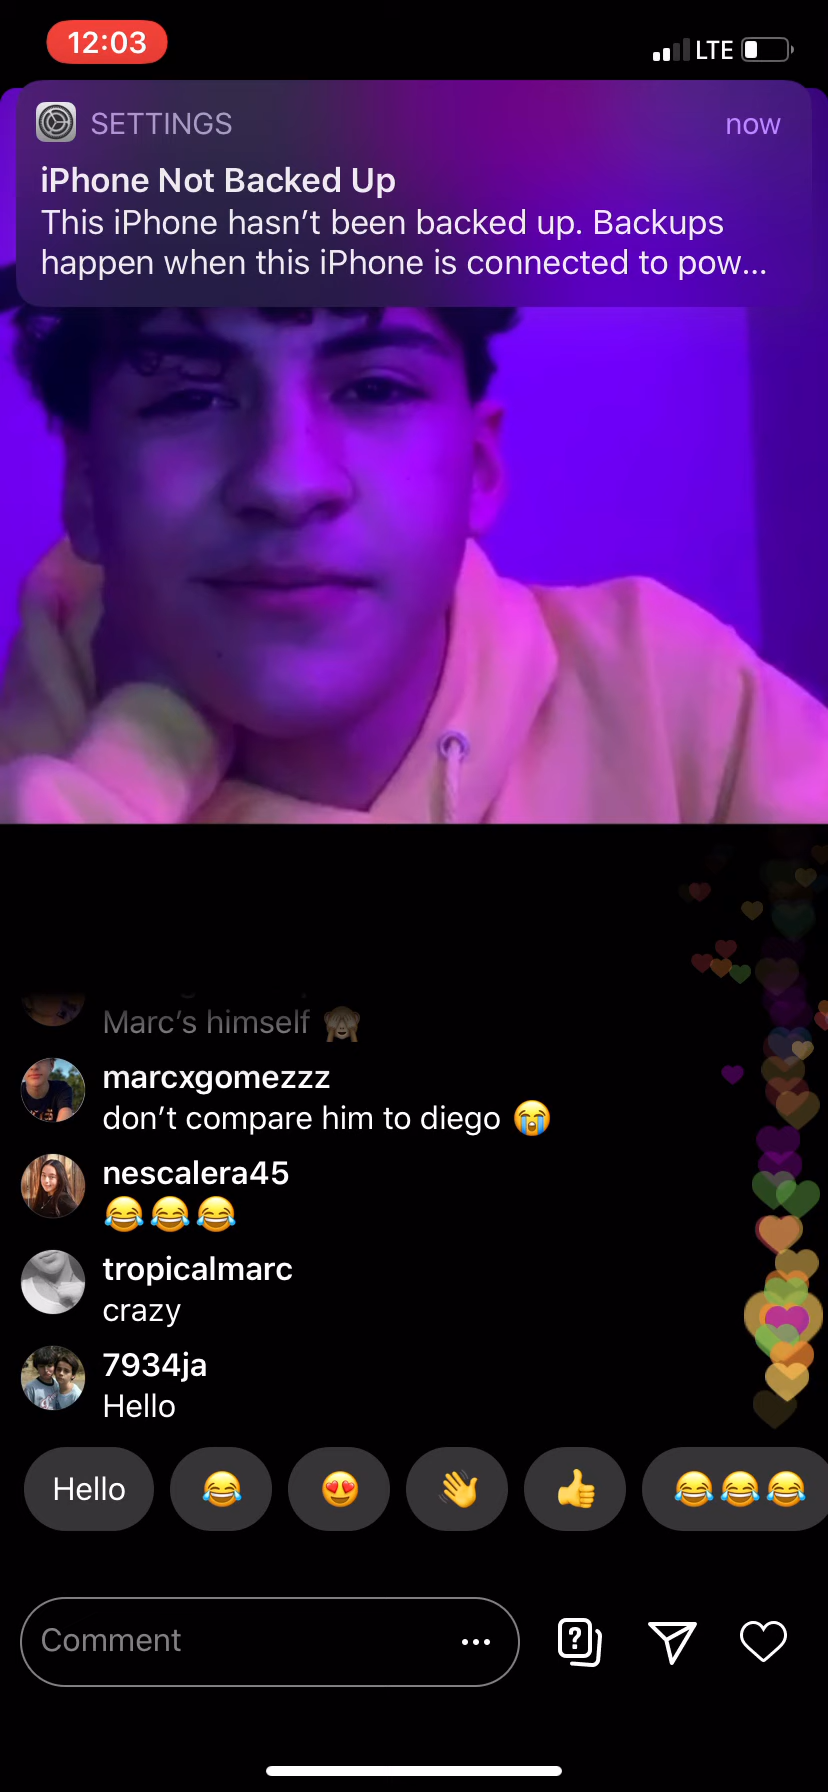 12:03
LTE
SETTINGS
now
iPhone Not Backed Up
This iPhone hasn’t been backed up. Backups
happen when this iPhone is connected to pow...
Marc’s himself 🙈
marcxgomezzz
don’t compare him to diego 😭
nescalera45
😂😂😂
tropicalmarc
crazy
7934ja
Hello
Hello 😂 😍 👋 👍 😂😂😂
Comment
?